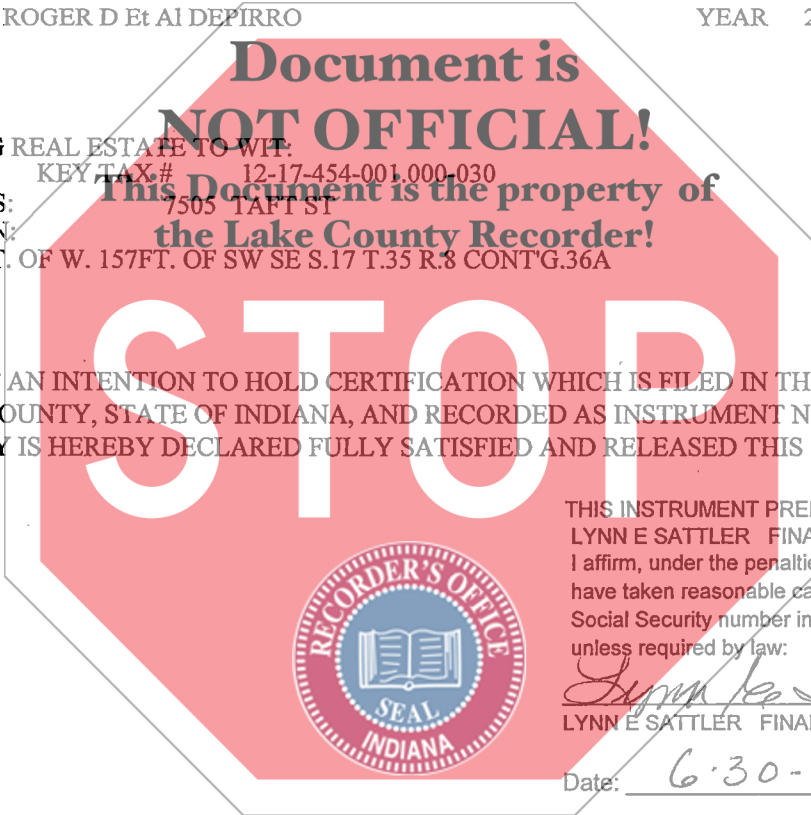 ROGER D Et Al DEPIRRO YEAR 2
Document is
NOT OFFICIAL!
G REAL ESTATE TO WIT:
KEY TAX # 12-17-454-001.000-030
This Document is the property of
S: 7505 TAFT ST
N:
the Lake County Recorder!
T. OF W. 157FT. OF SW SE S.17 T.35 R.8 CONT'G.36A
STOP
AN INTENTION TO HOLD CERTIFICATION WHICH IS FILED IN TH
OUNTY, STATE OF INDIANA, AND RECORDED AS INSTRUMENT N
Y IS HEREBY DECLARED FULLY SATISFIED AND RELEASED THIS
THIS INSTRUMENT PREI
LYNN E SATTLER FINA
I affirm, under the penaltie
have taken reasonable ca
Social Security number in
unless required by law:
LYNN E SATTLER FINAI
Date: 6-30-
RECORDER'S OFFICE
SEAL
INDIANA